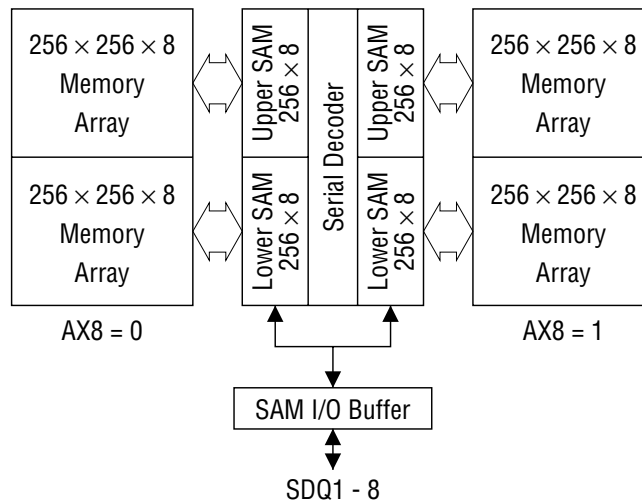 256 × 256 × 8
Memory
Array
256 × 256 × 8
Memory
Array
AX8 = 0
Upper SAM
256 × 8
Lower SAM
256 × 8
Serial Decoder
Upper SAM
256 × 8
Lower SAM
256 × 8
256 × 256 × 8
Memory
Array
256 × 256 × 8
Memory
Array
AX8 = 1
SAM I/O Buffer
SDQ1 - 8